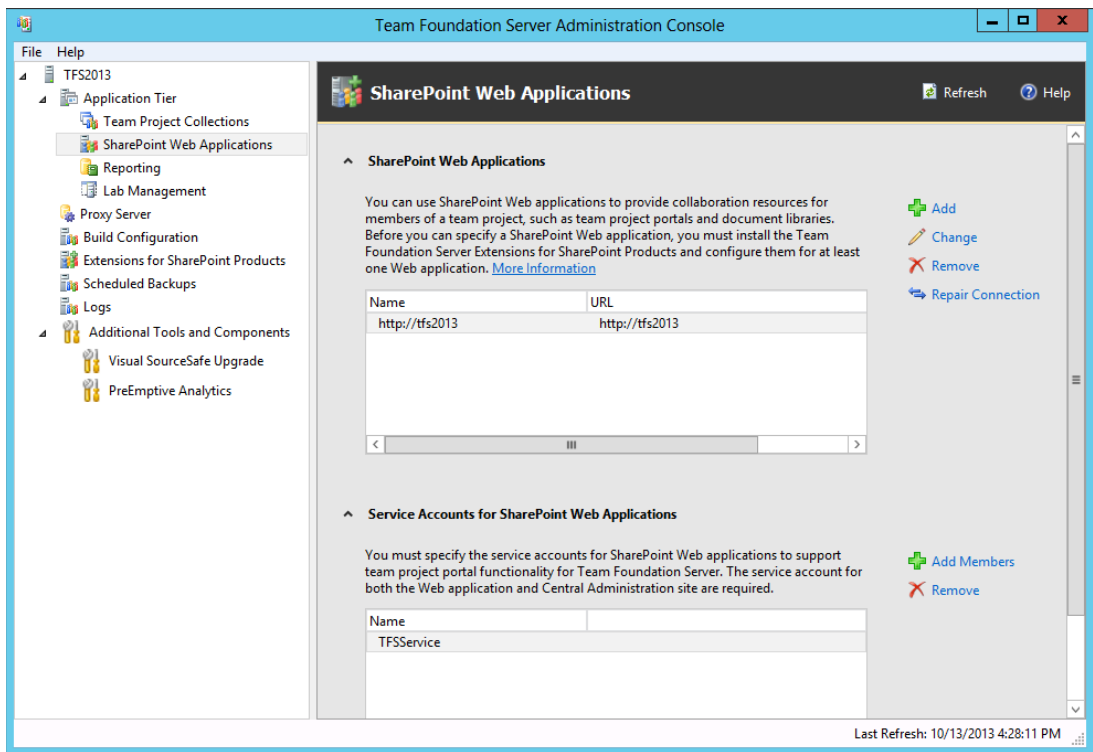 Team Foundation Server Administration Console
File Help
TFS2013
Application Tier
Team Project Collections
SharePoint Web Applications
Reporting
Lab Management
Proxy Server
Build Configuration
Extensions for SharePoint Products
Scheduled Backups
Logs
Additional Tools and Components
Visual SourceSafe Upgrade
PreEmptive Analytics
SharePoint Web Applications
Refresh
Help
SharePoint Web Applications
You can use SharePoint Web applications to provide collaboration resources for
members of a team project, such as team project portals and document libraries.
Before you can specify a SharePoint Web application, you must install the Team
Foundation Server Extensions for SharePoint Products and configure them for at least
one Web application. More Information
Add
Change
Remove
Repair Connection
Name URL
http://tfs2013 http://tfs2013
Service Accounts for SharePoint Web Applications
You must specify the service accounts for SharePoint Web applications to support
team project portal functionality for Team Foundation Server. The service account for
both the Web application and Central Administration site are required.
Add Members
Remove
Name
TFSService
Last Refresh: 10/13/2013 4:28:11 PM